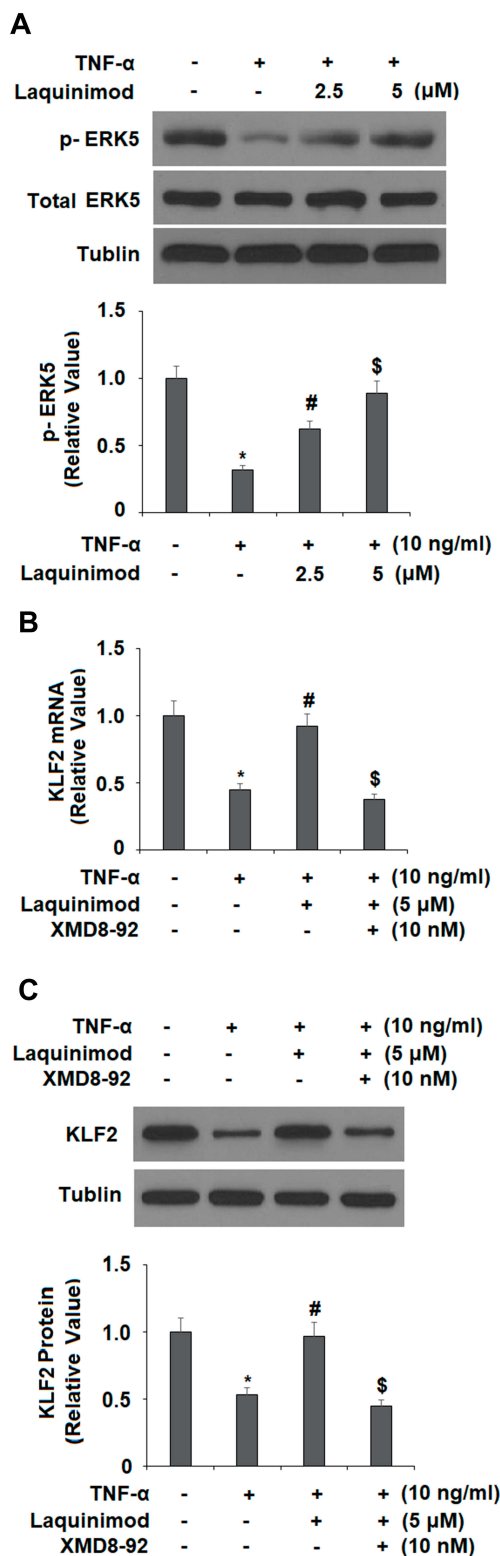 A
TNF-α - + + +
Laquinimod - - 2.5 5 (μM)
p- ERK5
Total ERK5
Tublin
1.5
1.0
0.5
0
p- ERK5
(Relative Value)
* # $
TNF-α - + + + (10 ng/ml)
Laquinimod - - 2.5 5 (μM)
B
1.5
1.0
0.5
0
KLF2 mRNA
(Relative Value)
* # $
TNF-α - + + + (10 ng/ml)
Laquinimod - - + + (5 μM)
XMD8-92 - - - + (10 nM)
C
TNF-α - + + + (10 ng/ml)
Laquinimod - - + + (5 μM)
XMD8-92 - - - + (10 nM)
KLF2
Tublin
1.5
1.0
0.5
0
KLF2 Protein
(Relative Value)
* # $
TNF-α - + + + (10 ng/ml)
Laquinimod - - + + (5 μM)
XMD8-92 - - - + (10 nM)